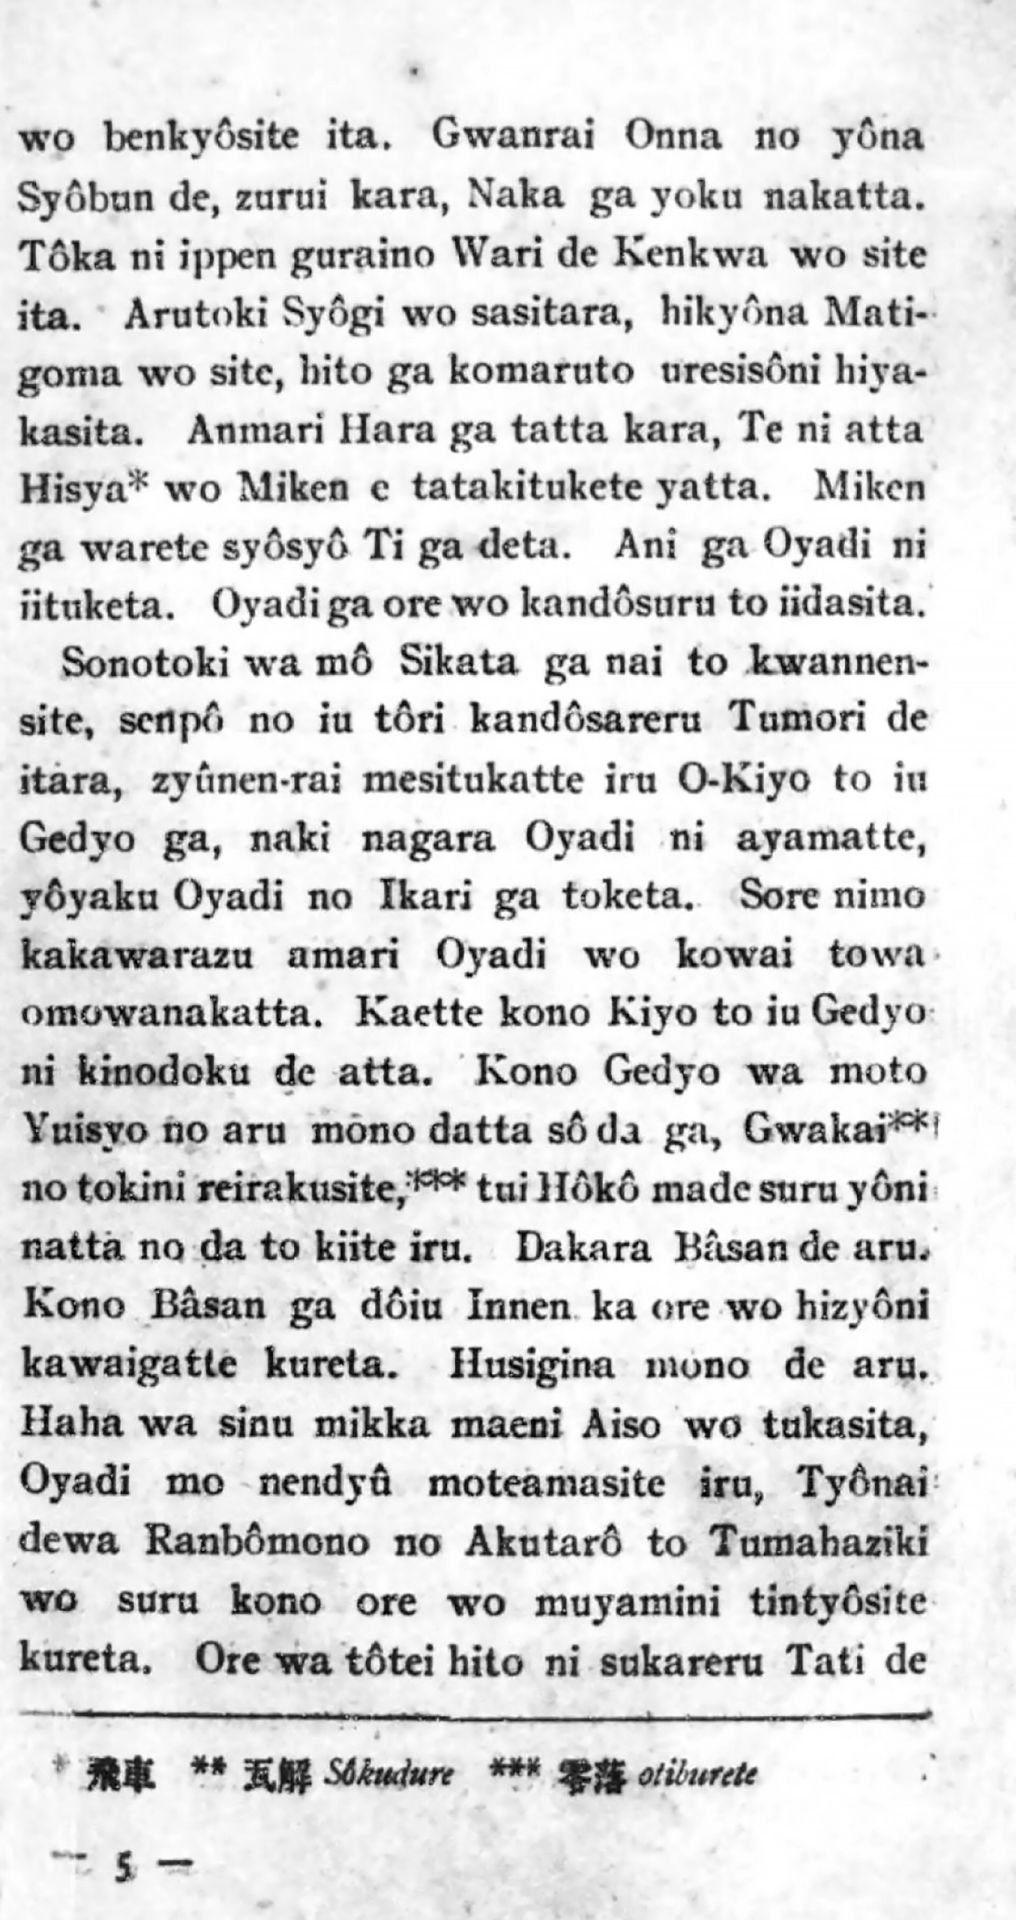 wo benkyôsite ita. Gwanrai Onna no yôna
Syôbun de, zurui kara, Naka ga yoku nakatta.
Tôka ni ippen guraino Wari de Kenkwa wo site
ita. Arutoki Syôgi wo sasitara, hikyôna Mati-
goma wo site, hito ga komaruto uresisôni hiya-
kasita. Anmari Hara ga tatta kara, Te ni atta
Hisya* wo Miken e tatakitukete yatta. Miken
ga warete syôsyô Ti ga deta. Ani ga Oyadi ni
iituketa. Oyadi ga ore wo kandôsuru to iidasita.
Sonotoki wa mô Sikata ga nai to kwannen-
site, senpô no iu tôri kandôsareru Tumori de
itara, zyûnen-rai mesitukatte iru O-Kiyo to iu
Gedyo ga, naki nagara Oyadi ni ayamatte,
yôyaku Oyadi no Ikari ga toketa. Sore nimo
kakawarazu amari Oyadi wo kowai towa
omowanakatta. Kaette kono Kiyo to iu Gedyo
ni kinodoku de atta. Kono Gedyo wa moto
Yuisyo no aru mono datta sô da ga, Gwakai**
no tokini reirakusite,*** tui Hôkô made suru yôni
natta no da to kiite iru. Dakara Bâsan de aru.
Kono Bâsan ga dôiu Innen ka ore wo hizyôni
kawaigatte kureta. Husigina mono de aru.
Haha wa sinu mikka maeni Aiso wo tukasita,
Oyadi mo nendyû moteamasite iru, Tyônai
dewa Ranbômono no Akutarô to Tumahaziki
wo suru kono ore wo muyamini tintyôsite
kureta. Ore wa tôtei hito ni sukareru Tati de
* 飛車 ** 瓦解 Sôkudure *** 零落 otiburete
— 5 —